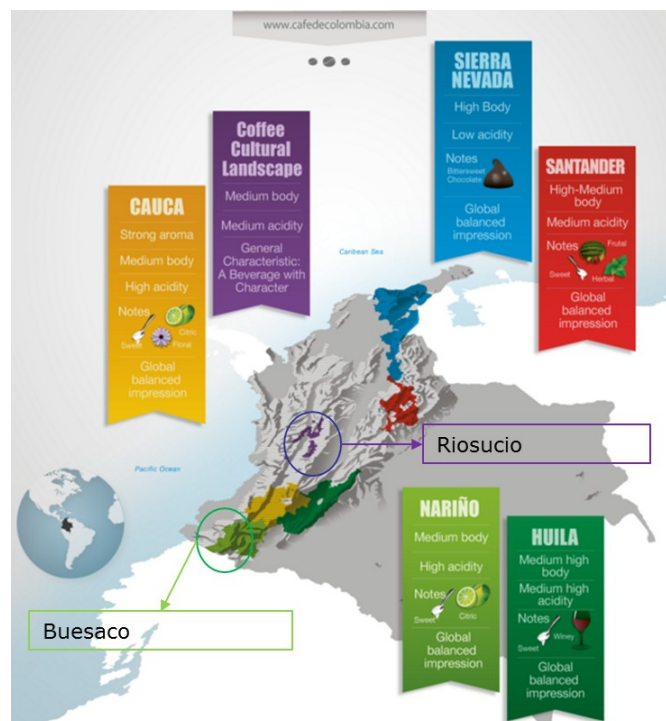 www.cafedecolombia.com
SIERRA
NEVADA
High Body
Low acidity
Notes
Bittersweet
Chocolate
Global
balanced
impression
Coffee
Cultural
Landscape
Medium body
Medium acidity
General
Characteristic:
A Beverage with
Character
SANTANDER
High-Medium
body
Medium acidity
Notes
Frutal
Sweet
Herbal
Global
balanced
impression
CAUCA
Strong aroma
Medium body
High acidity
Notes
Citric
Sweet
Floral
Global
balanced
impression
Caribean Sea
Pacific Ocean
Riosucio
Buesaco
NARIÑO
Medium body
High acidity
Notes
Sweet
Citric
Global
balanced
impression
HUILA
Medium high
body
Medium high
acidity
Notes
Winey
Sweet
Global
balanced
impression